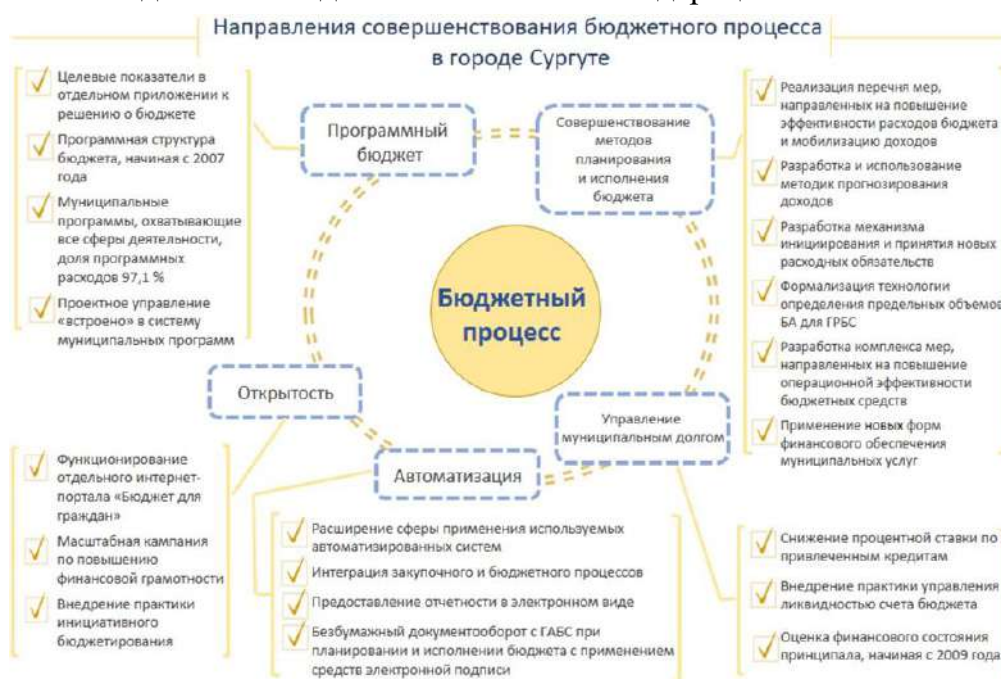 Направления совершенствования бюджетного процесса
в городе Сургуте
Целевые показатели в
отдельном приложении к
решению о бюджете
Программная структура
бюджета, начиная с 2007
года
Муниципальные
программы, охватывающие
все сферы деятельности,
доля программных
расходов 97,1 %
Проектное управление
«встроено» в систему
муниципальных программ
Программный
бюджет
Совершенствование
методов
планирования
и исполнения
бюджета
Реализация перечня мер,
направленных на повышение
эффективности расходов бюджета
и мобилизацию доходов
Разработка и использование
методик прогнозирования
доходов
Разработка механизма
инициирования и принятия новых
расходных обязательств
Формализация технологии
определения предельных объемов
БА для ГРБС
Разработка комплекса мер,
направленных на повышение
операционной эффективности
бюджетных средств
Применение новых форм
финансового обеспечения
муниципальных услуг
Бюджетный
процесс
Открытость
Управление
муниципальным долгом
Автоматизация
Функционирование
отдельного интернет-
портала «Бюджет для
граждан»
Масштабная кампания
по повышению
финансовой грамотности
Внедрение практики
инициативного
бюджетирования
Расширение сферы применения используемых
автоматизированных систем
Интеграция закупочного и бюджетного процессов
Предоставление отчетности в электронном виде
Безбумажный документооборот с ГАБС при
планировании и исполнении бюджета с применением
средств электронной подписи
Снижение процентной ставки по
привлеченным кредитам
Внедрение практики управления
ликвидностью счета бюджета
Оценка финансового состояния
принципала, начиная с 2009 года